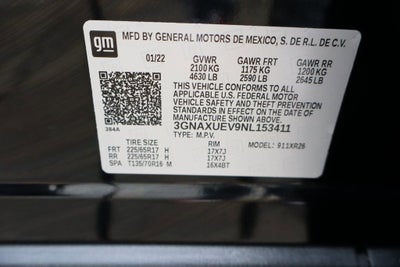 gm
MFD BY GENERAL MOTORS DE MEXICO, S. DE R.L. DE C.V.
01/22 GVWR GAWR FRT GAWR RR
2100 KG 1175 KG 1200 KG
4630 LB 2590 LB 2645 LB
THIS VEHICLE CONFORMS TO ALL
APPLICABLE U.S. FEDERAL MOTOR
VEHICLE SAFETY, BUMPER, AND THEFT
PREVENTION STANDARDS IN EFFECT ON THE
DATE OF MANUFACTURE SHOWN ABOVE.
3GNAXUEV9NL153411
384A TYPE: M.P.V.
TIRE SIZE RIM MODEL: 911XR26
FRT 225/65R17 H 17X7J
RR 225/65R17 H 17X7J
SPA T135/70R16 M 16X4BT